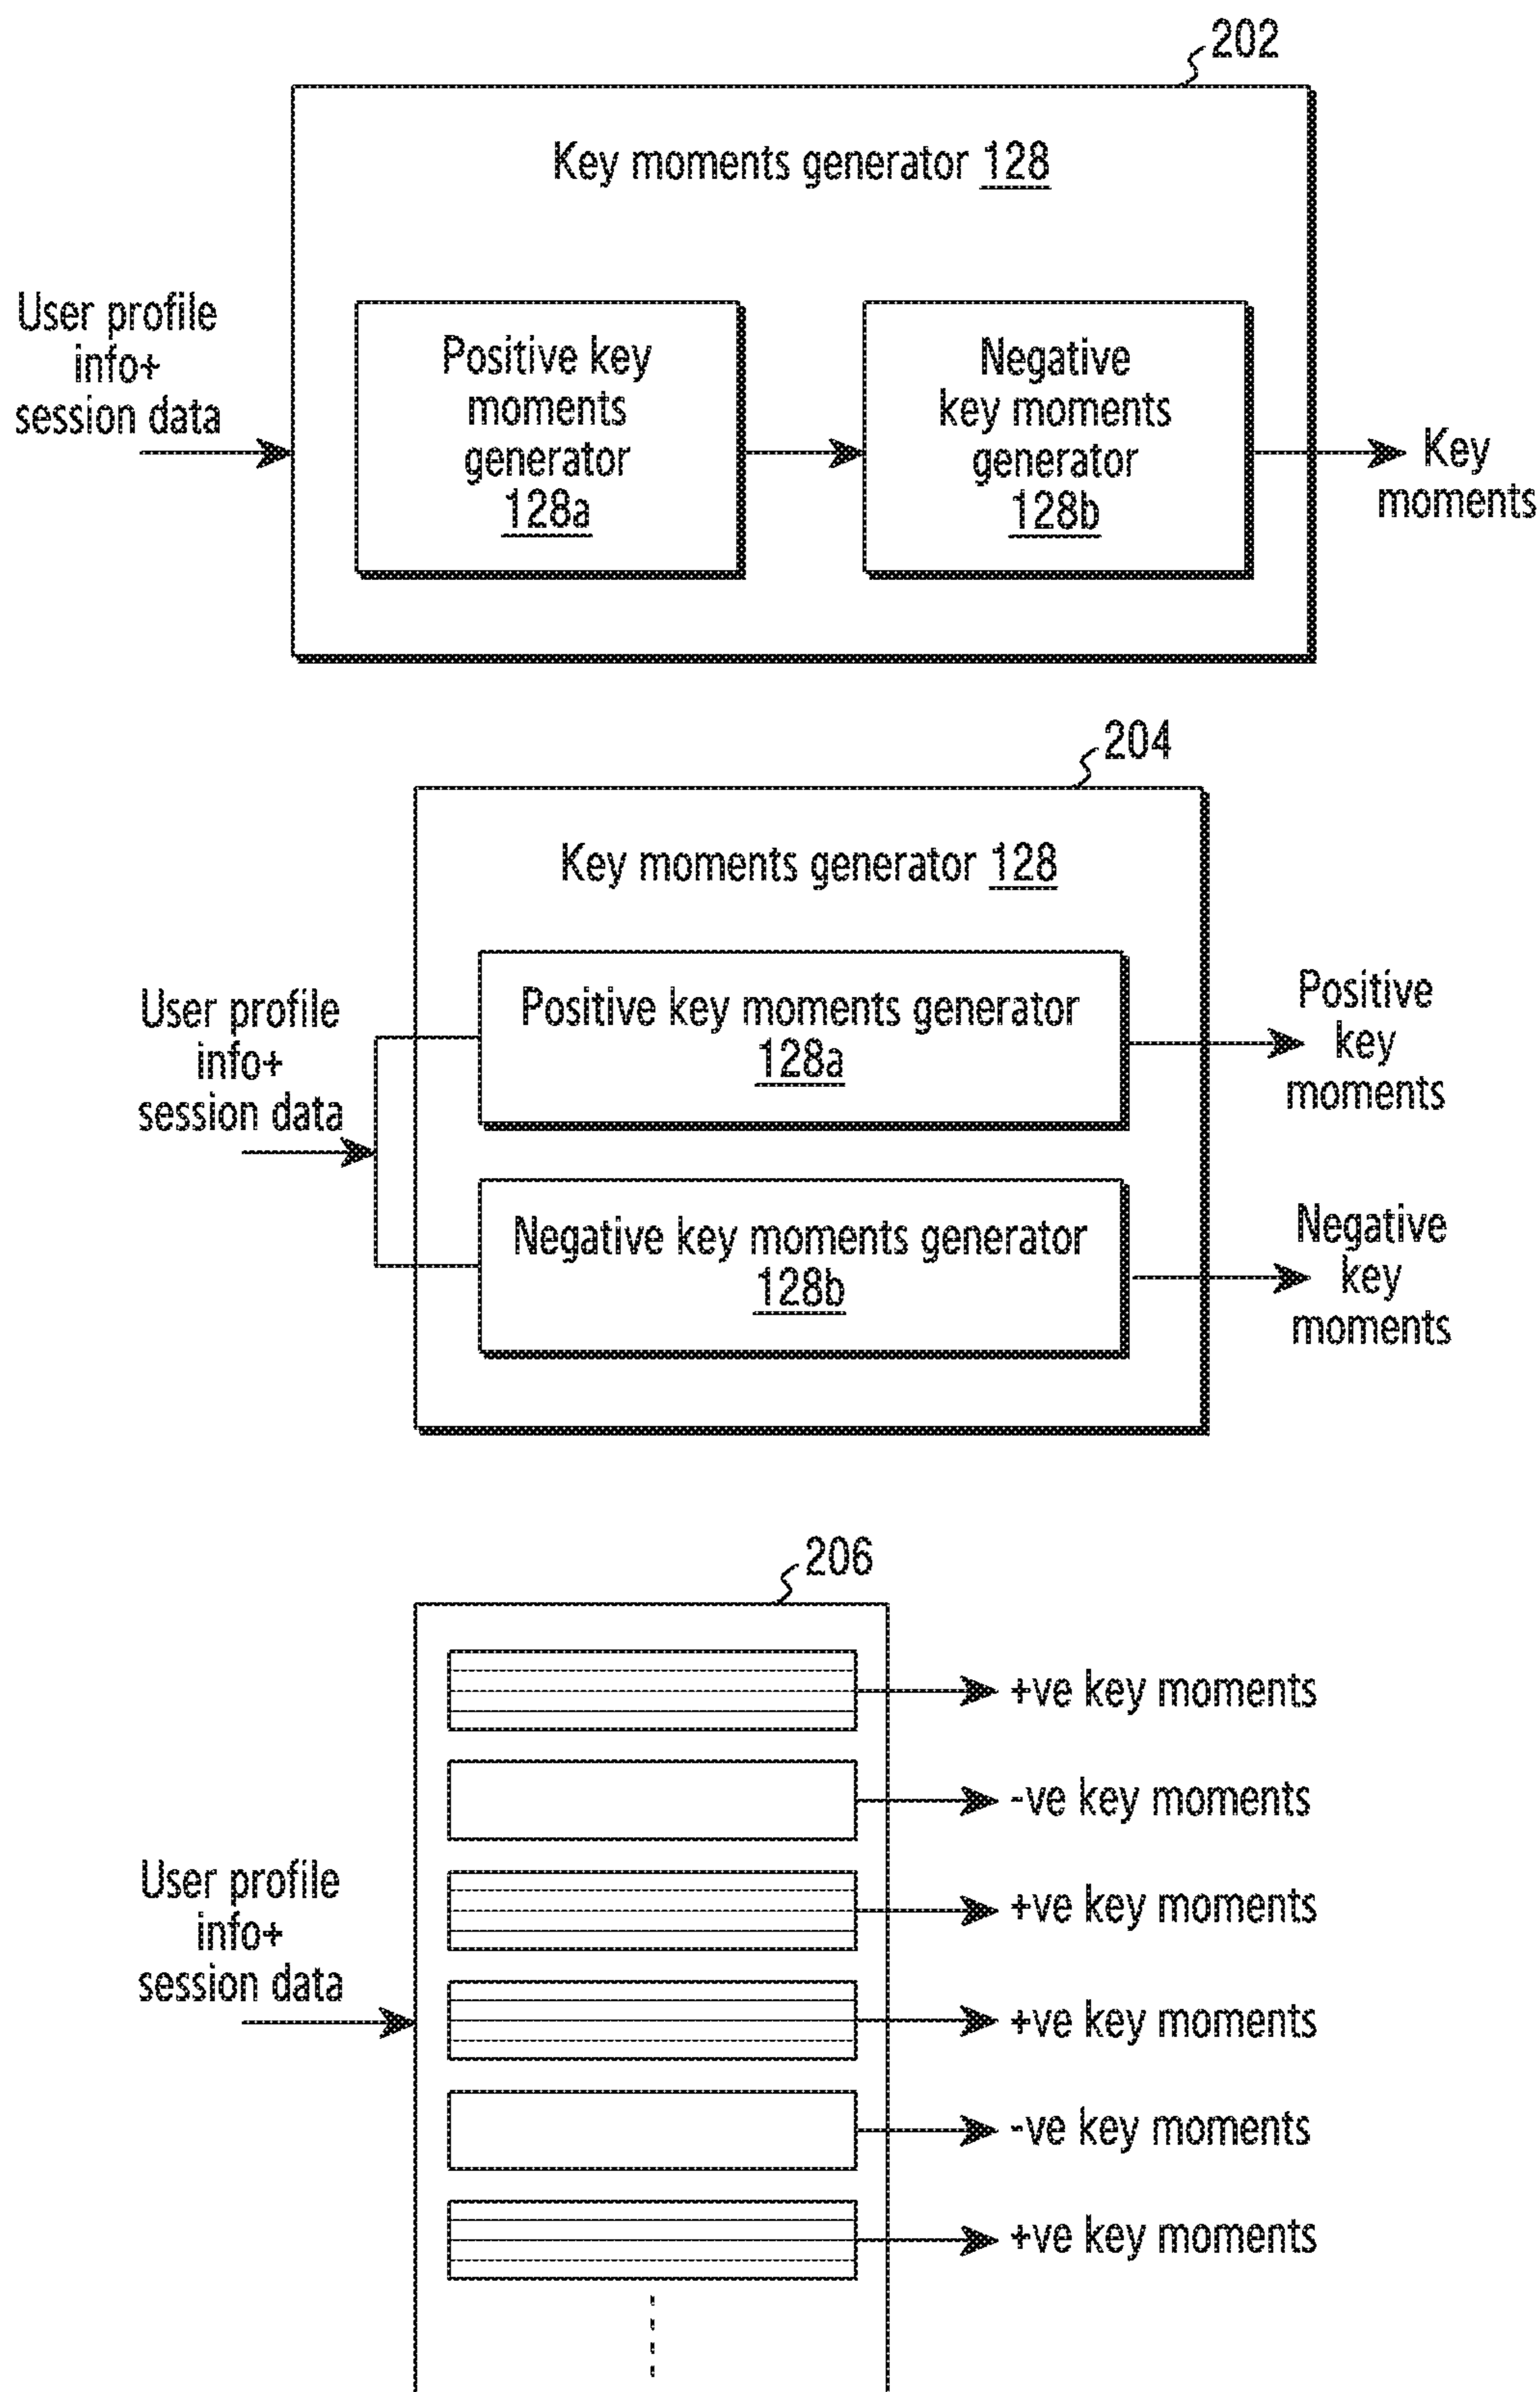 202
Key moments generator 128
User profile
info+
session data
Positive key
moments
generator
128a
Negative
key moments
generator
128b
Key
moments
204
Key moments generator 128
User profile
info+
session data
Positive key moments generator
128a
Negative key moments generator
128b
Positive
key
moments
Negative
key
moments
206
User profile
info+
session data
+ve key moments
-ve key moments
+ve key moments
+ve key moments
-ve key moments
+ve key moments